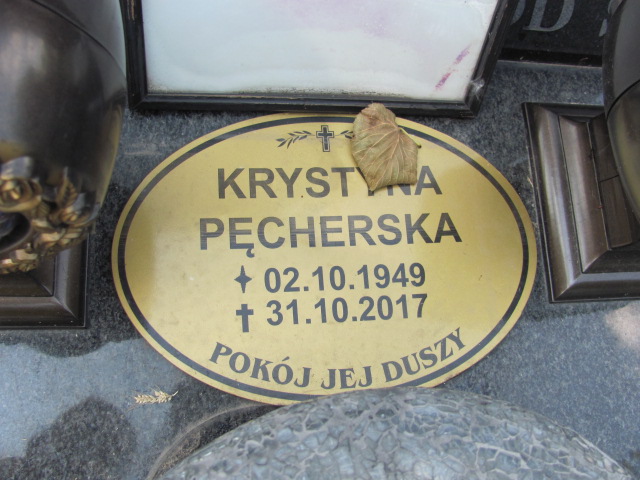 KRYSTYNA
PĘCHERSKA
02.10.1949
31.10.2017
POKÓJ JEJ DUSZY